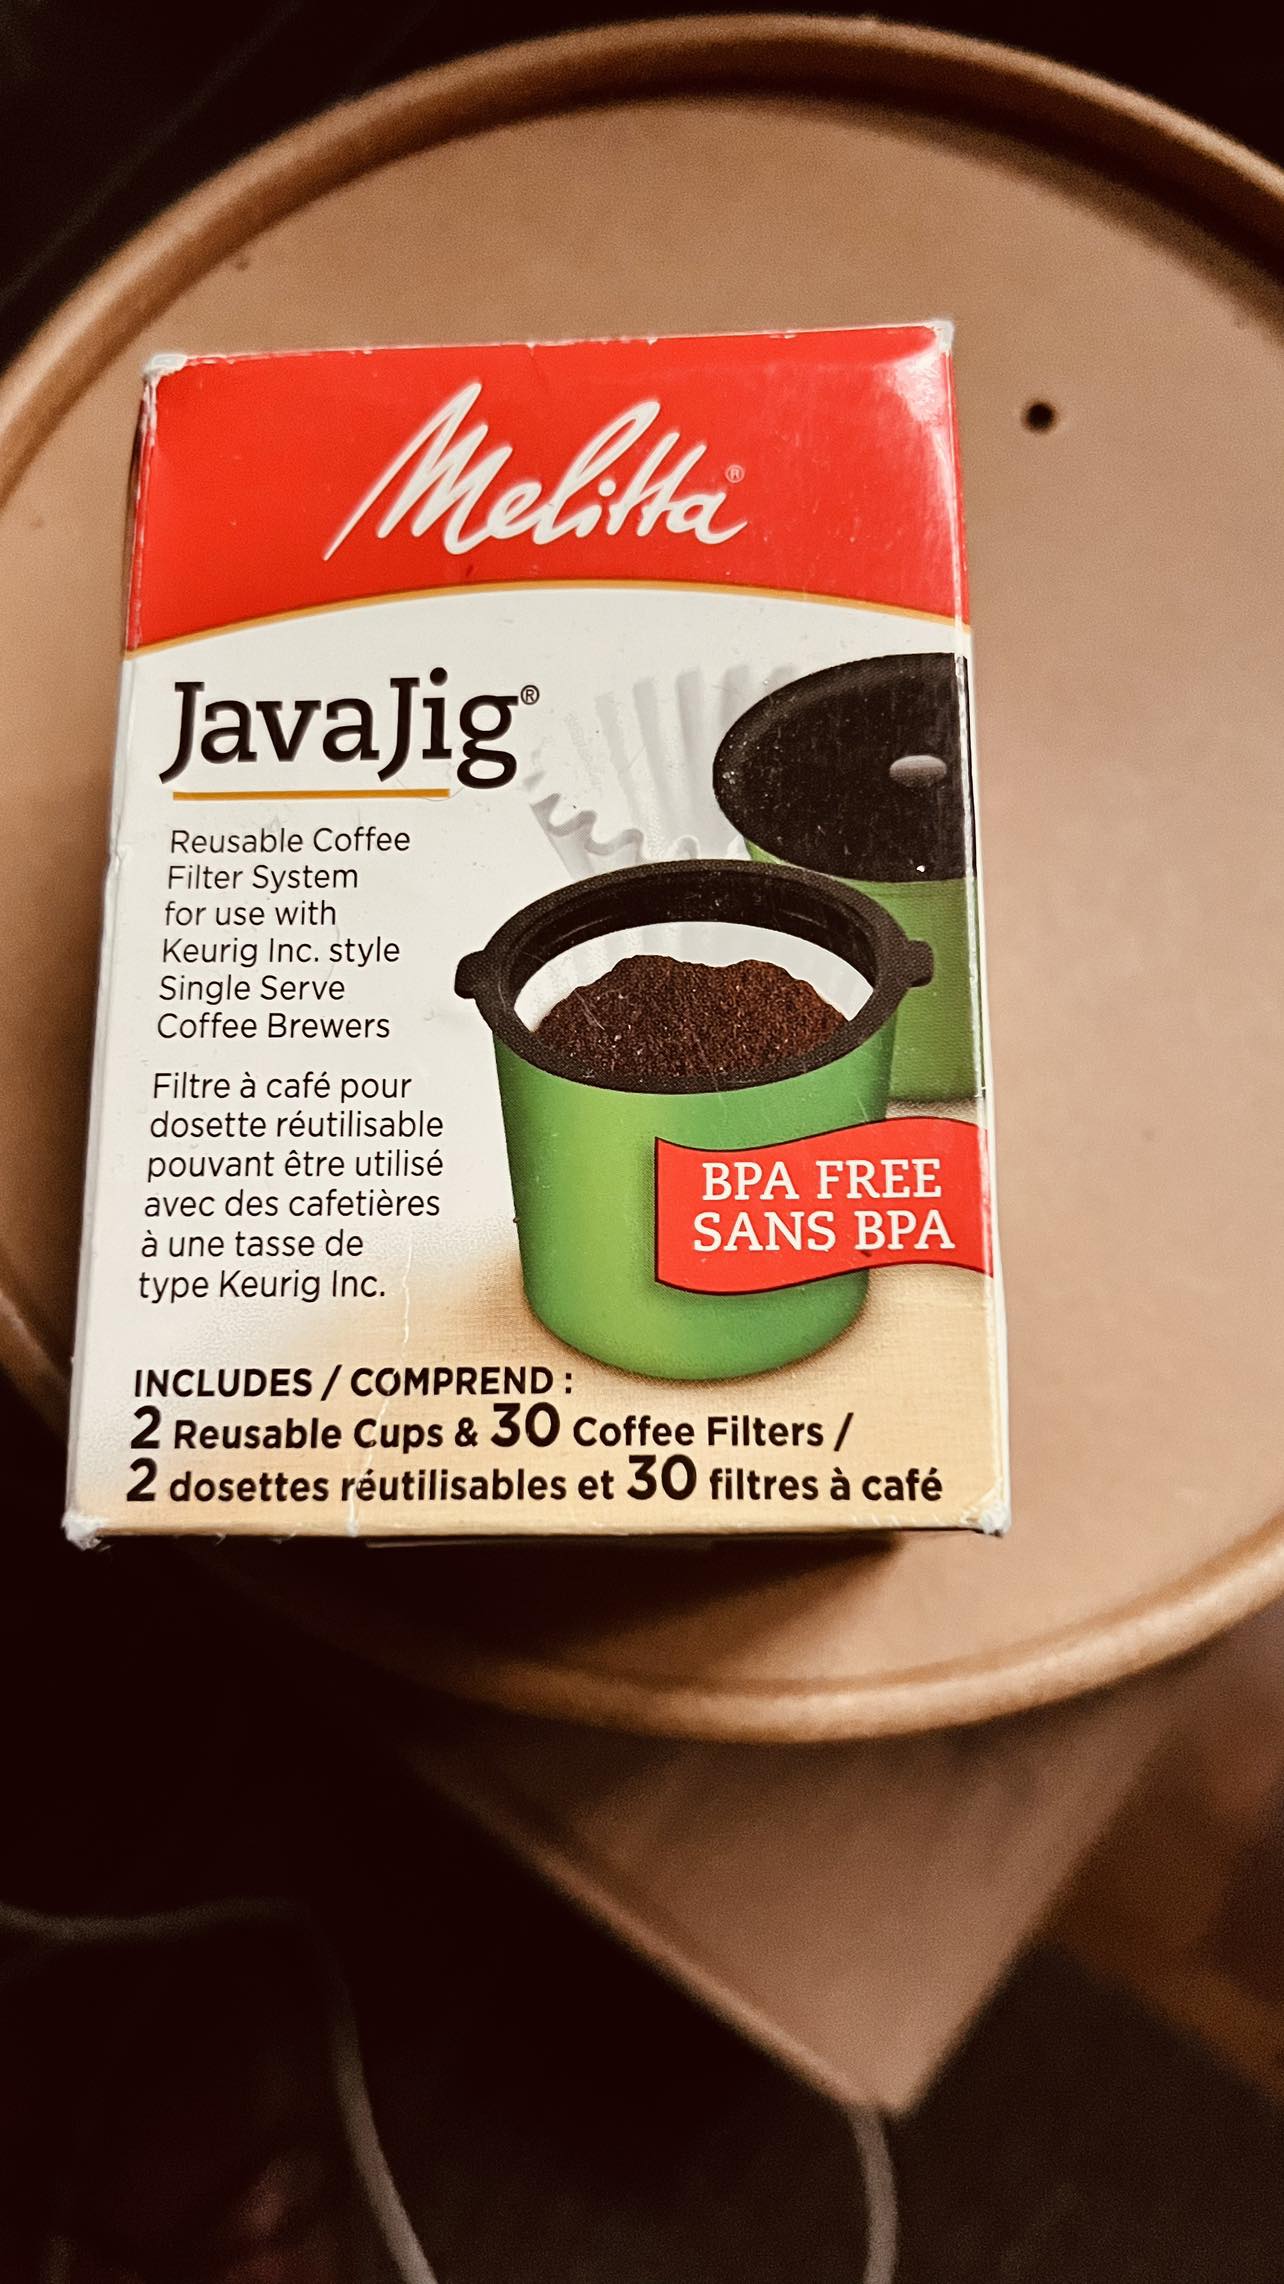 Melitta®
JavaJig®
Reusable Coffee
Filter System
for use with
Keurig Inc. style
Single Serve
Coffee Brewers
Filtre à café pour
dosette réutilisable
pouvant être utilisé
avec des cafetières
à une tasse de
type Keurig Inc.
BPA FREE
SANS BPA
INCLUDES / COMPREND :
2 Reusable Cups & 30 Coffee Filters /
2 dosettes réutilisables et 30 filtres à café